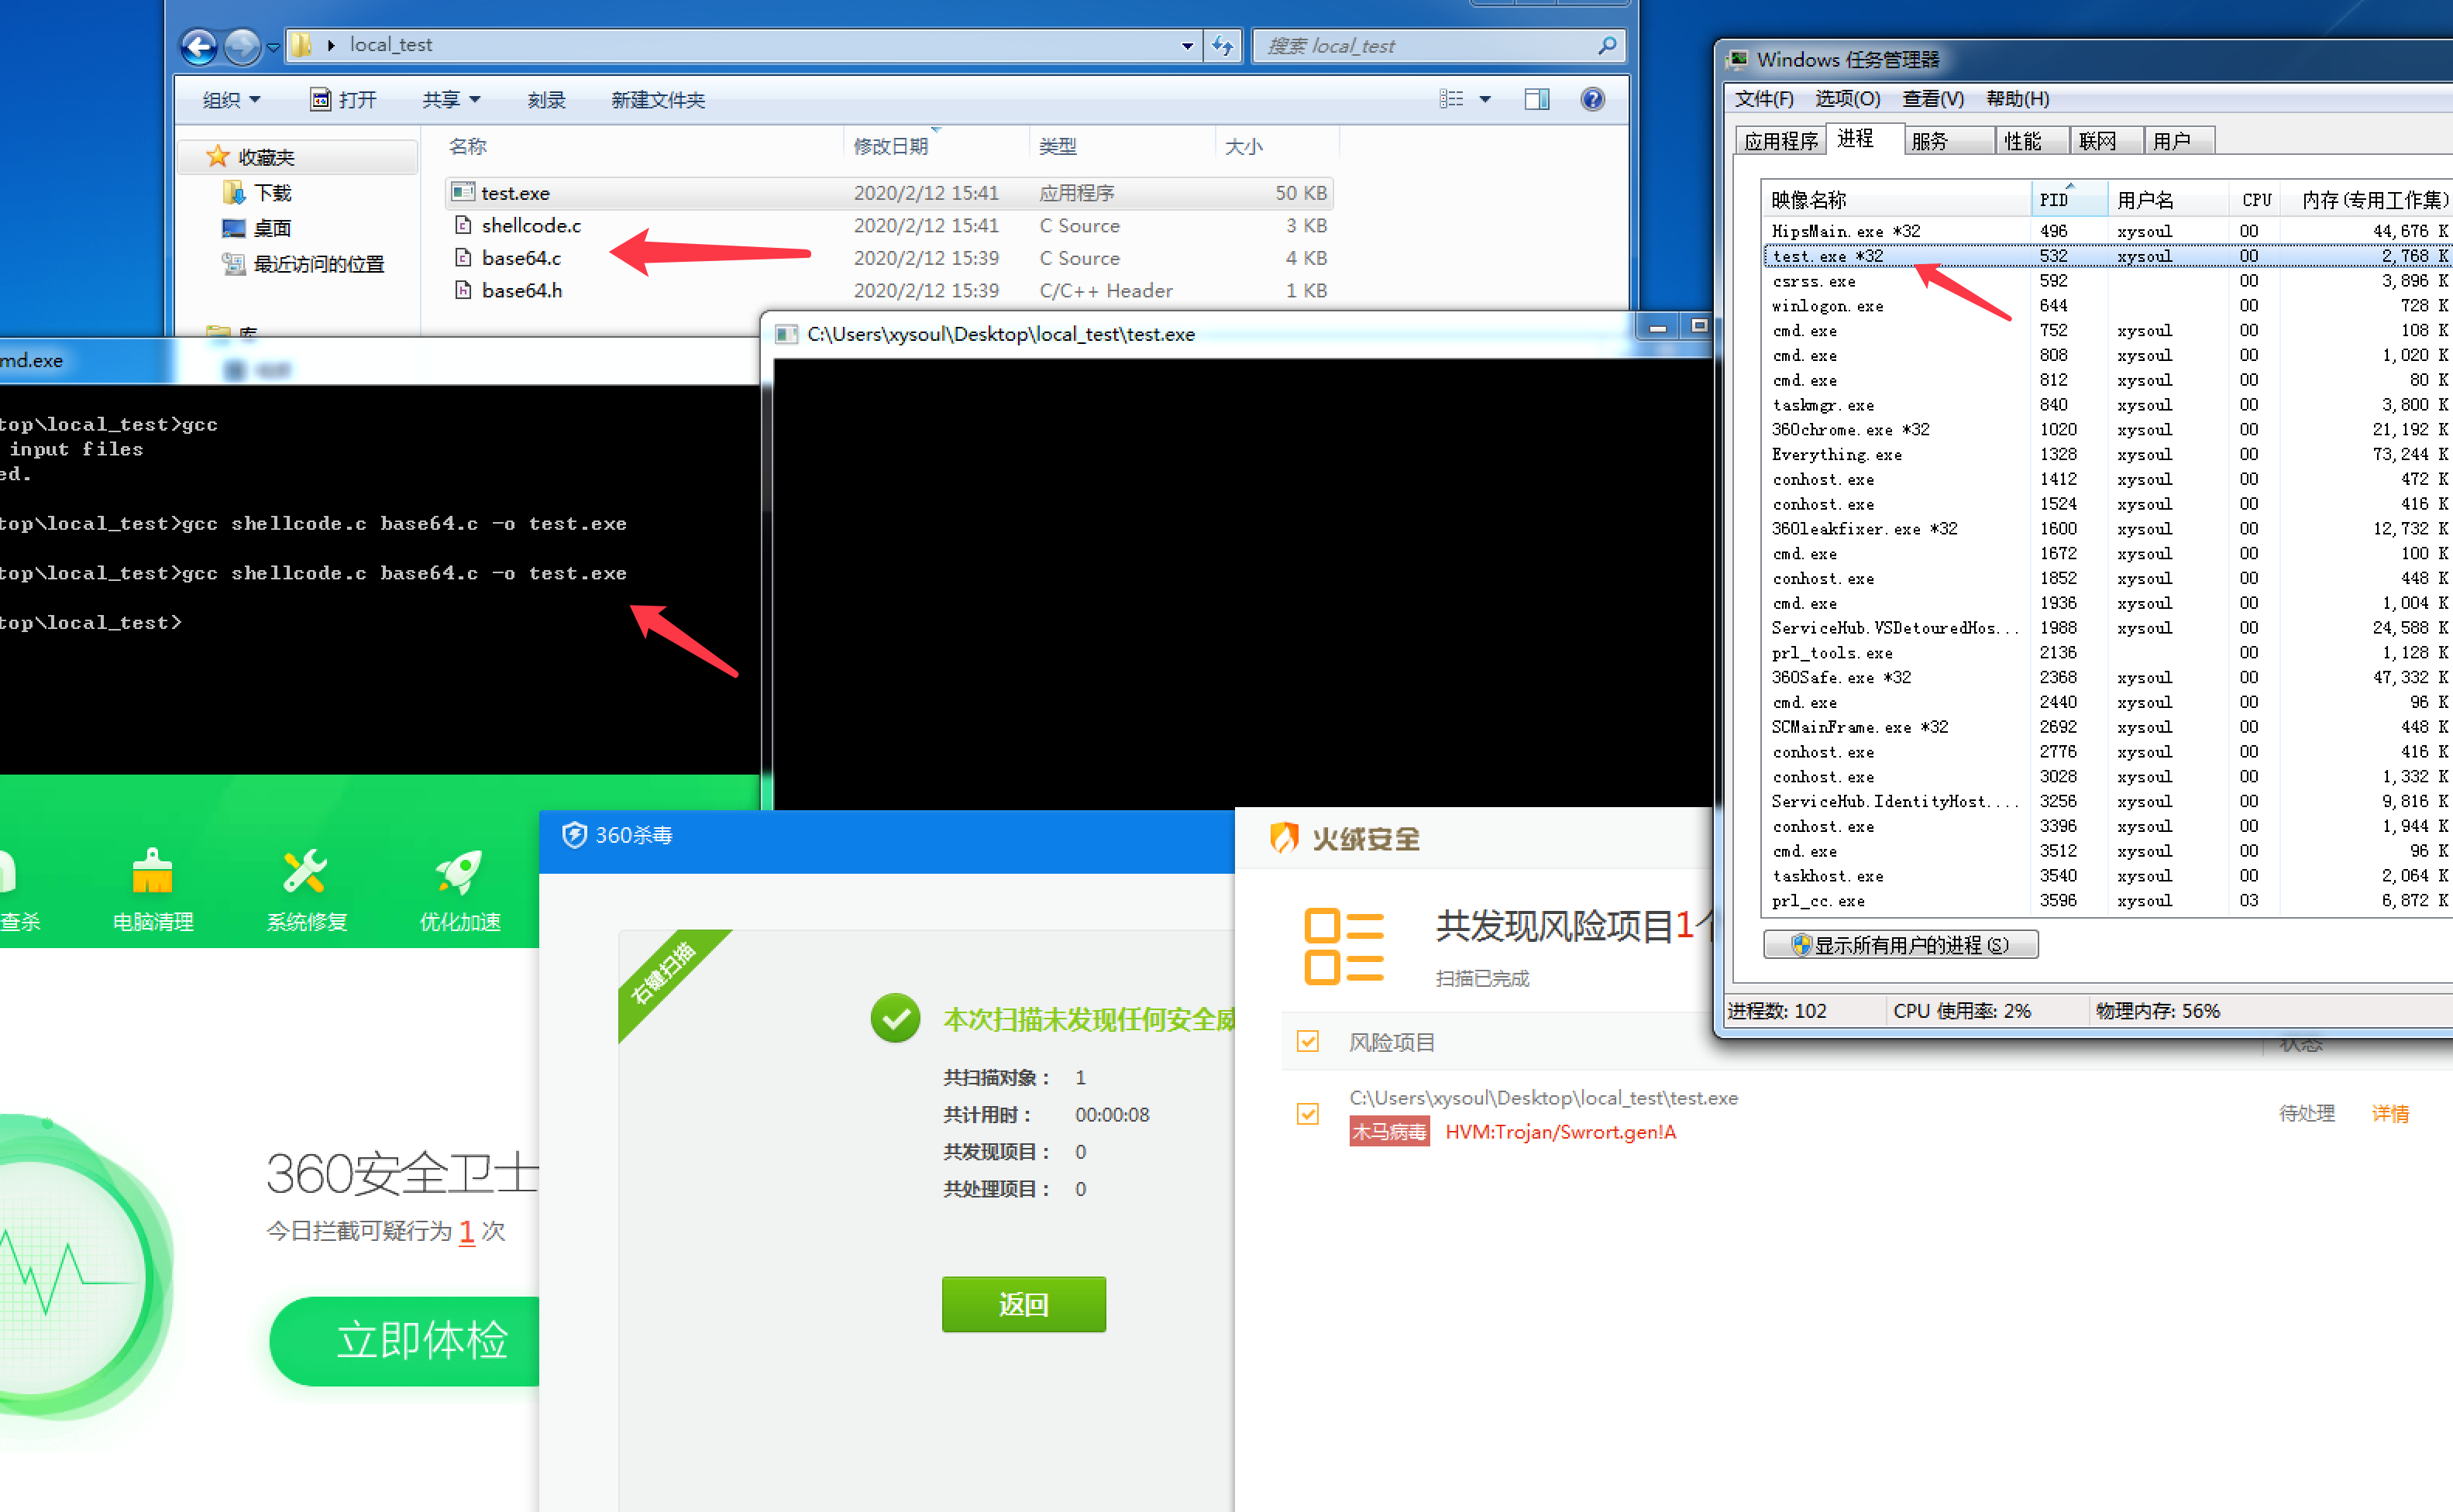 local_test
搜索 local_test
组织
打开
共享
刻录
新建文件夹
收藏夹
下载
桌面
最近访问的位置
库
名称 修改日期 类型 大小
test.exe 2020/2/12 15:41 应用程序 50 KB
shellcode.c 2020/2/12 15:41 C Source 3 KB
base64.c 2020/2/12 15:39 C Source 4 KB
base64.h 2020/2/12 15:39 C/C++ Header 1 KB
md.exe
top\local_test>gcc
input files
ed.
top\local_test>gcc shellcode.c base64.c -o test.exe
top\local_test>gcc shellcode.c base64.c -o test.exe
top\local_test>
C:\Users\xysoul\Desktop\local_test\test.exe
Windows 任务管理器
文件(F) 选项(O) 查看(V) 帮助(H)
应用程序 进程 服务 性能 联网 用户
映像名称 PID 用户名 CPU 内存(专用工作集)
HipsMain.exe *32 496 xysoul 00 44,676 K
test.exe *32 532 xysoul 00 2,768 K
csrss.exe 592 00 3,896 K
winlogon.exe 644 00 728 K
cmd.exe 752 xysoul 00 108 K
cmd.exe 808 xysoul 00 1,020 K
cmd.exe 812 xysoul 00 80 K
taskmgr.exe 840 xysoul 00 3,800 K
360chrome.exe *32 1020 xysoul 00 21,192 K
Everything.exe 1328 xysoul 00 73,244 K
conhost.exe 1412 xysoul 00 472 K
conhost.exe 1524 xysoul 00 416 K
360leakfixer.exe *32 1600 xysoul 00 12,732 K
cmd.exe 1672 xysoul 00 100 K
conhost.exe 1852 xysoul 00 448 K
cmd.exe 1936 xysoul 00 1,004 K
ServiceHub.VSDetouredHos... 1988 xysoul 00 24,588 K
prl_tools.exe 2136 00 1,128 K
360Safe.exe *32 2368 xysoul 00 47,332 K
cmd.exe 2440 xysoul 00 96 K
SCMainFrame.exe *32 2692 xysoul 00 448 K
conhost.exe 2776 xysoul 00 416 K
conhost.exe 3028 xysoul 00 1,332 K
ServiceHub.IdentityHost.... 3256 xysoul 00 9,816 K
conhost.exe 3396 xysoul 00 1,944 K
cmd.exe 3512 xysoul 00 96 K
taskhost.exe 3540 xysoul 00 2,064 K
prl_cc.exe 3596 xysoul 03 6,872 K
显示所有用户的进程(S)
进程数: 102 CPU 使用率: 2% 物理内存: 56%
查杀 电脑清理 系统修复 优化加速
360安全卫士
今日拦截可疑行为 1 次
立即体检
360杀毒
右键扫描
本次扫描未发现任何安全威
共扫描对象： 1
共计用时： 00:00:08
共发现项目： 0
共处理项目： 0
返回
火绒安全
共发现风险项目1个
扫描已完成
风险项目 状态
C:\Users\xysoul\Desktop\local_test\test.exe
木马病毒 HVM:Trojan/Swrort.gen!A
待处理 详情